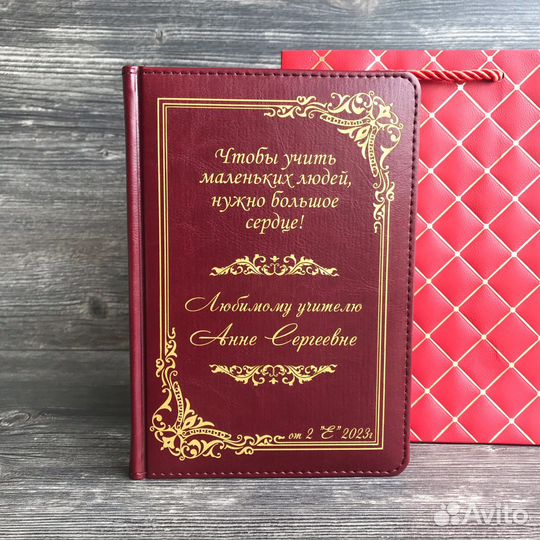 Чтобы учить
маленьких людей,
нужно большое
сердце!
Любимому учителю
Анне Сергеевне
от 2 "Е" 2023г
Avito